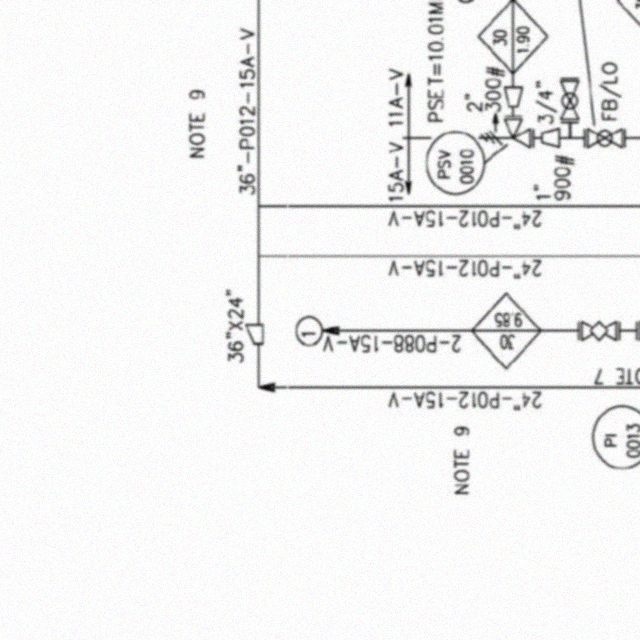 36"-P012-15A-V
NOTE 9
15A-V
11A-V
PSET=10.01M
30
1.90
2"
300#
3/4"
FB/LO
PSV
0010
1"
900#
24"-P012-15A-V
24"-P012-15A-V
36"X24"
1
2-P088-15A-V
30
9.85
24"-P012-15A-V
NOTE 9
PI
0013